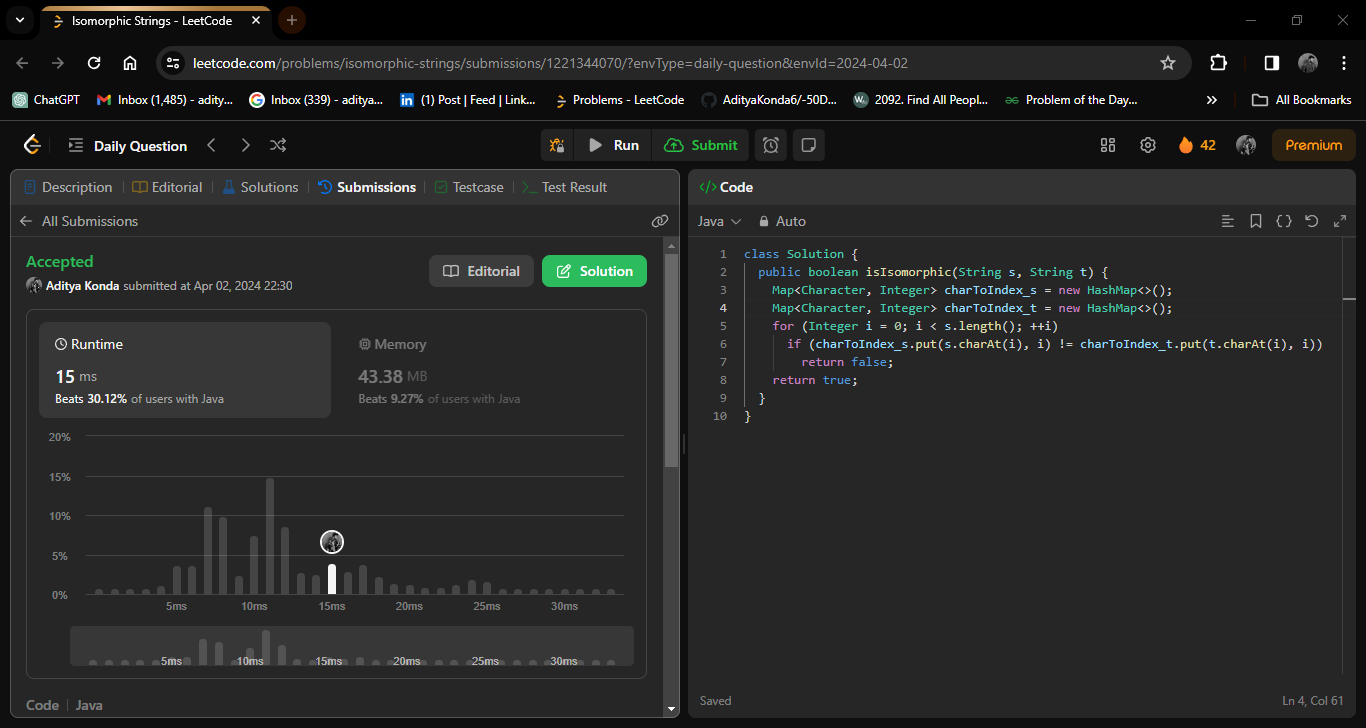 Isomorphic Strings - LeetCode
leetcode.com/problems/isomorphic-strings/submissions/1221344070/?envType=daily-question&envId=2024-04-02
ChatGPT
Inbox (1,485) - adity...
Inbox (339) - aditya...
(1) Post | Feed | Link...
Problems - LeetCode
AdityaKonda6/-50D...
2092. Find All Peopl...
Problem of the Day...
All Bookmarks
Daily Question
Run
Submit
42
Premium
Description
Editorial
Solutions
Submissions
Testcase
Test Result
All Submissions
Accepted
Aditya Konda submitted at Apr 02, 2024 22:30
Editorial
Solution
Runtime
15 ms
Beats 30.12% of users with Java
Memory
43.38 MB
Beats 9.27% of users with Java
20%
15%
10%
5%
0%
5ms 10ms 15ms 20ms 25ms 30ms
5ms 10ms 15ms 20ms 25ms 30ms
Code | Java
</> Code
Java
Auto
1 class Solution {
2 public boolean isIsomorphic(String s, String t) {
3 Map<Character, Integer> charToIndex_s = new HashMap<>();
4 Map<Character, Integer> charToIndex_t = new HashMap<>();
5 for (Integer i = 0; i < s.length(); ++i)
6 if (charToIndex_s.put(s.charAt(i), i) != charToIndex_t.put(t.charAt(i), i))
7 return false;
8 return true;
9 }
10 }
Saved
Ln 4, Col 61